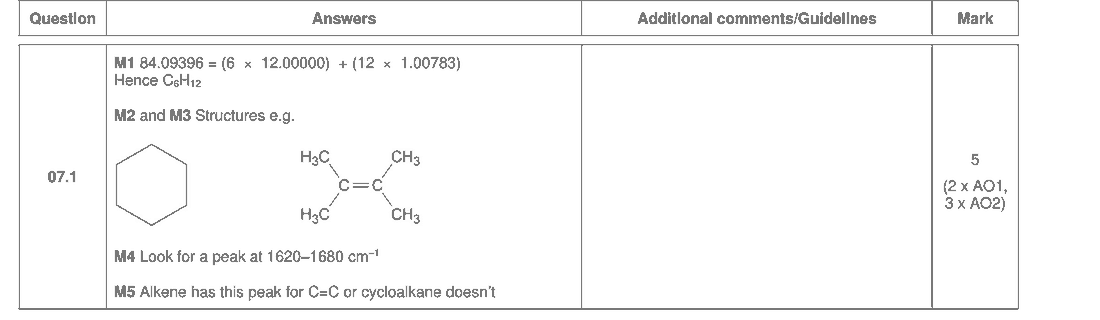 Question Answers Additional comments/Guidelines Mark
M1 84.09396 = (6 × 12.00000) + (12 × 1.00783)
Hence C₆H₁₂
M2 and M3 Structures e.g.
H₃C CH₃
C=C
H₃C CH₃
07.1
5
(2 x AO1,
3 x AO2)
M4 Look for a peak at 1620–1680 cm⁻¹
M5 Alkene has this peak for C=C or cycloalkane doesn't